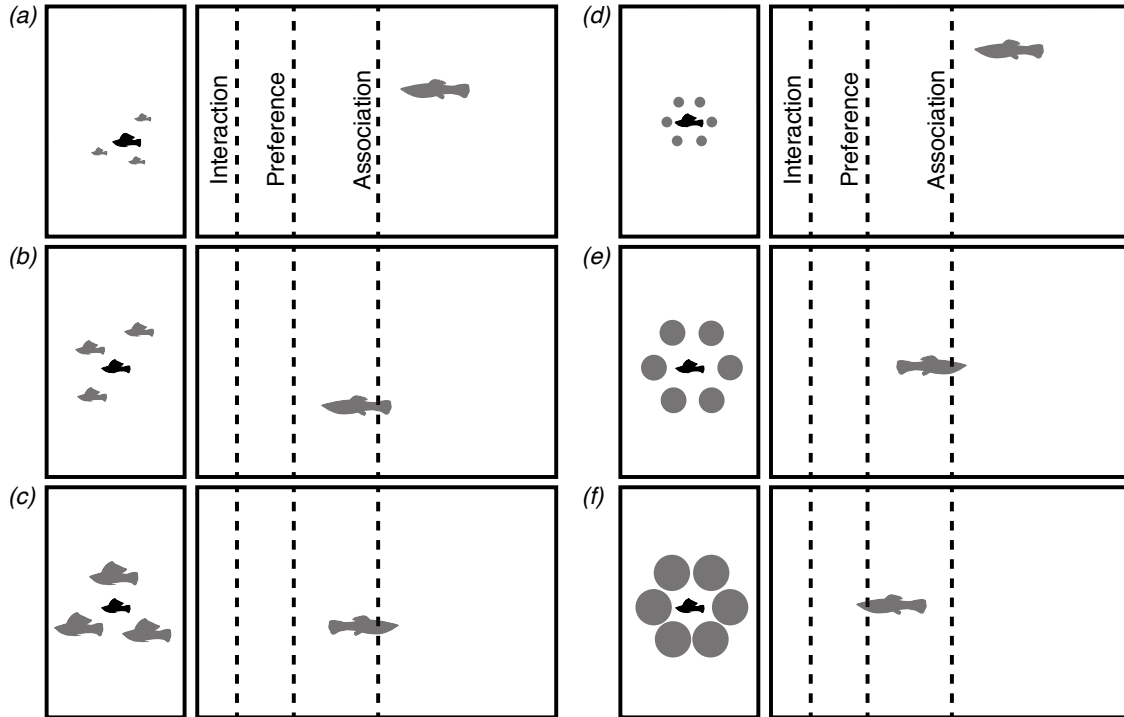 (a)
Interaction
Preference
Association
(b)
(c)
(d)
Interaction
Preference
Association
(e)
(f)